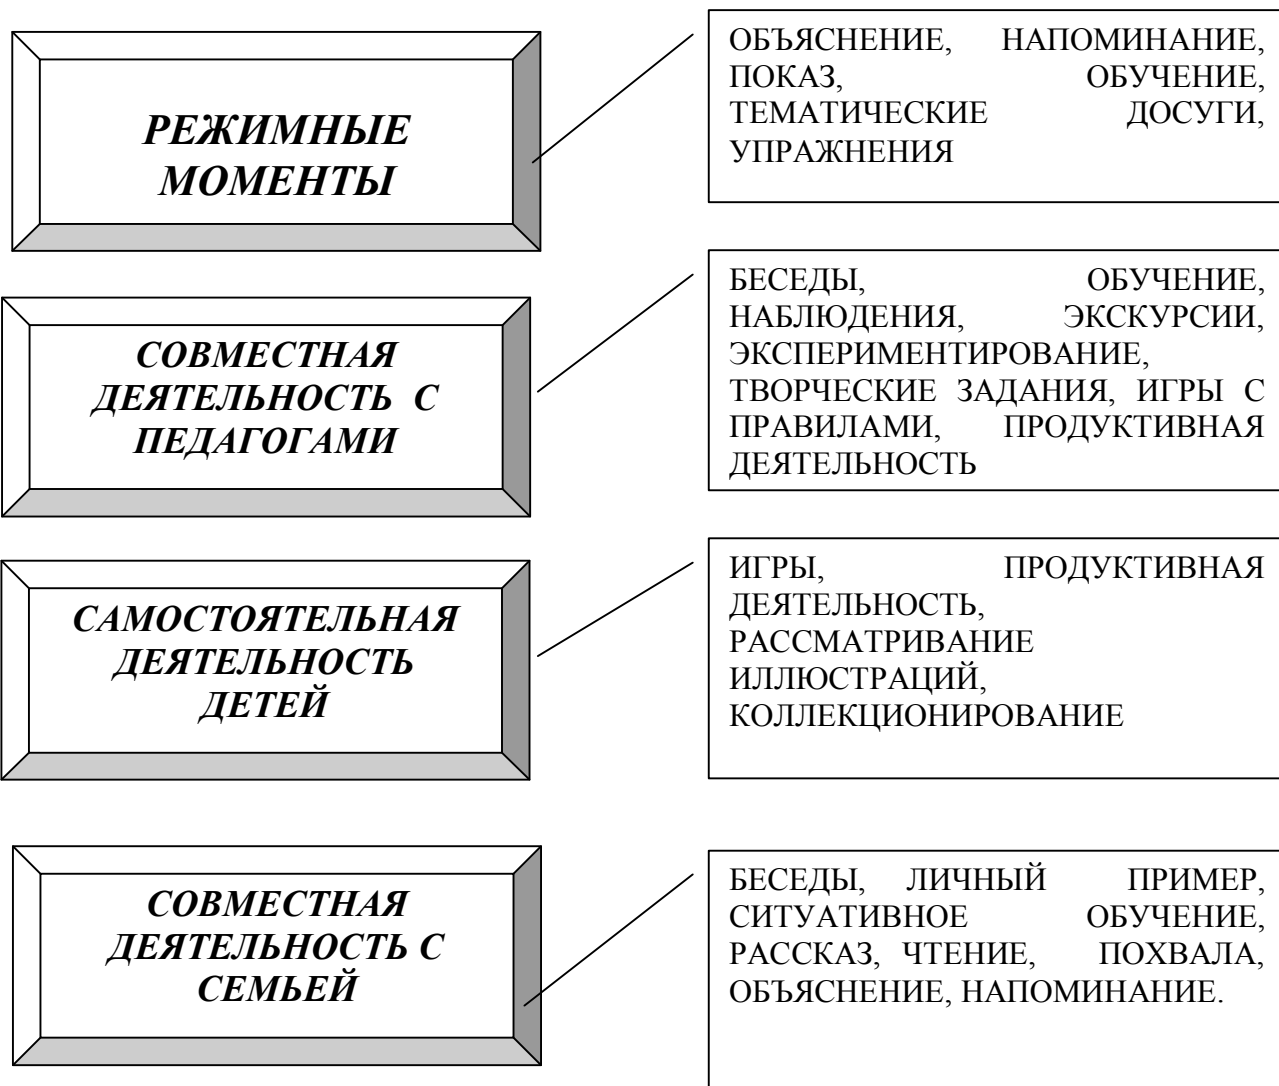 РЕЖИМНЫЕ
МОМЕНТЫ
ОБЪЯСНЕНИЕ, НАПОМИНАНИЕ,
ПОКАЗ, ОБУЧЕНИЕ,
ТЕМАТИЧЕСКИЕ ДОСУГИ,
УПРАЖНЕНИЯ
СОВМЕСТНАЯ
ДЕЯТЕЛЬНОСТЬ С
ПЕДАГОГАМИ
БЕСЕДЫ, ОБУЧЕНИЕ,
НАБЛЮДЕНИЯ, ЭКСКУРСИИ,
ЭКСПЕРИМЕНТИРОВАНИЕ,
ТВОРЧЕСКИЕ ЗАДАНИЯ, ИГРЫ С
ПРАВИЛАМИ, ПРОДУКТИВНАЯ
ДЕЯТЕЛЬНОСТЬ
САМОСТОЯТЕЛЬНАЯ
ДЕЯТЕЛЬНОСТЬ
ДЕТЕЙ
ИГРЫ, ПРОДУКТИВНАЯ
ДЕЯТЕЛЬНОСТЬ,
РАССМАТРИВАНИЕ
ИЛЛЮСТРАЦИЙ,
КОЛЛЕКЦИОНИРОВАНИЕ
СОВМЕСТНАЯ
ДЕЯТЕЛЬНОСТЬ С
СЕМЬЕЙ
БЕСЕДЫ, ЛИЧНЫЙ ПРИМЕР,
СИТУАТИВНОЕ ОБУЧЕНИЕ,
РАССКАЗ, ЧТЕНИЕ, ПОХВАЛА,
ОБЪЯСНЕНИЕ, НАПОМИНАНИЕ.